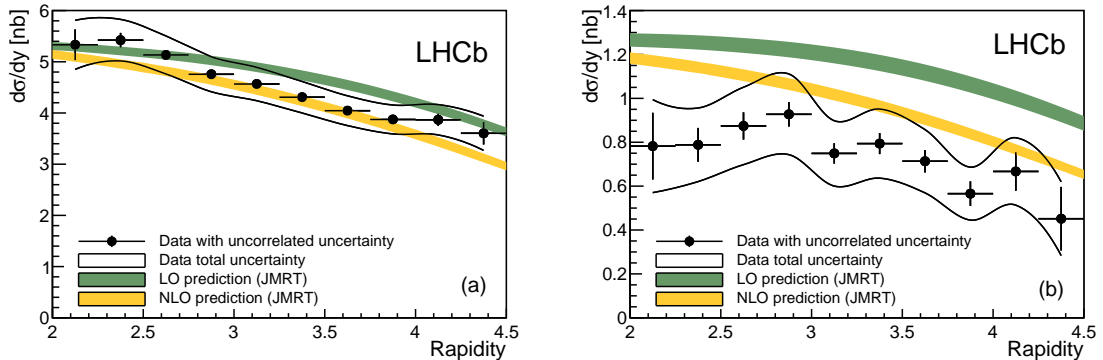 dσ/dy [nb]
6
5
4
3
2
1
0
LHCb
Data with uncorrelated uncertainty
Data total uncertainty
LO prediction (JMRT)
NLO prediction (JMRT)
(a)
2 2.5 3 3.5 4 4.5
Rapidity
dσ/dy [nb]
1.4
1.2
1
0.8
0.6
0.4
0.2
0
LHCb
Data with uncorrelated uncertainty
Data total uncertainty
LO prediction (JMRT)
NLO prediction (JMRT)
(b)
2 2.5 3 3.5 4 4.5
Rapidity